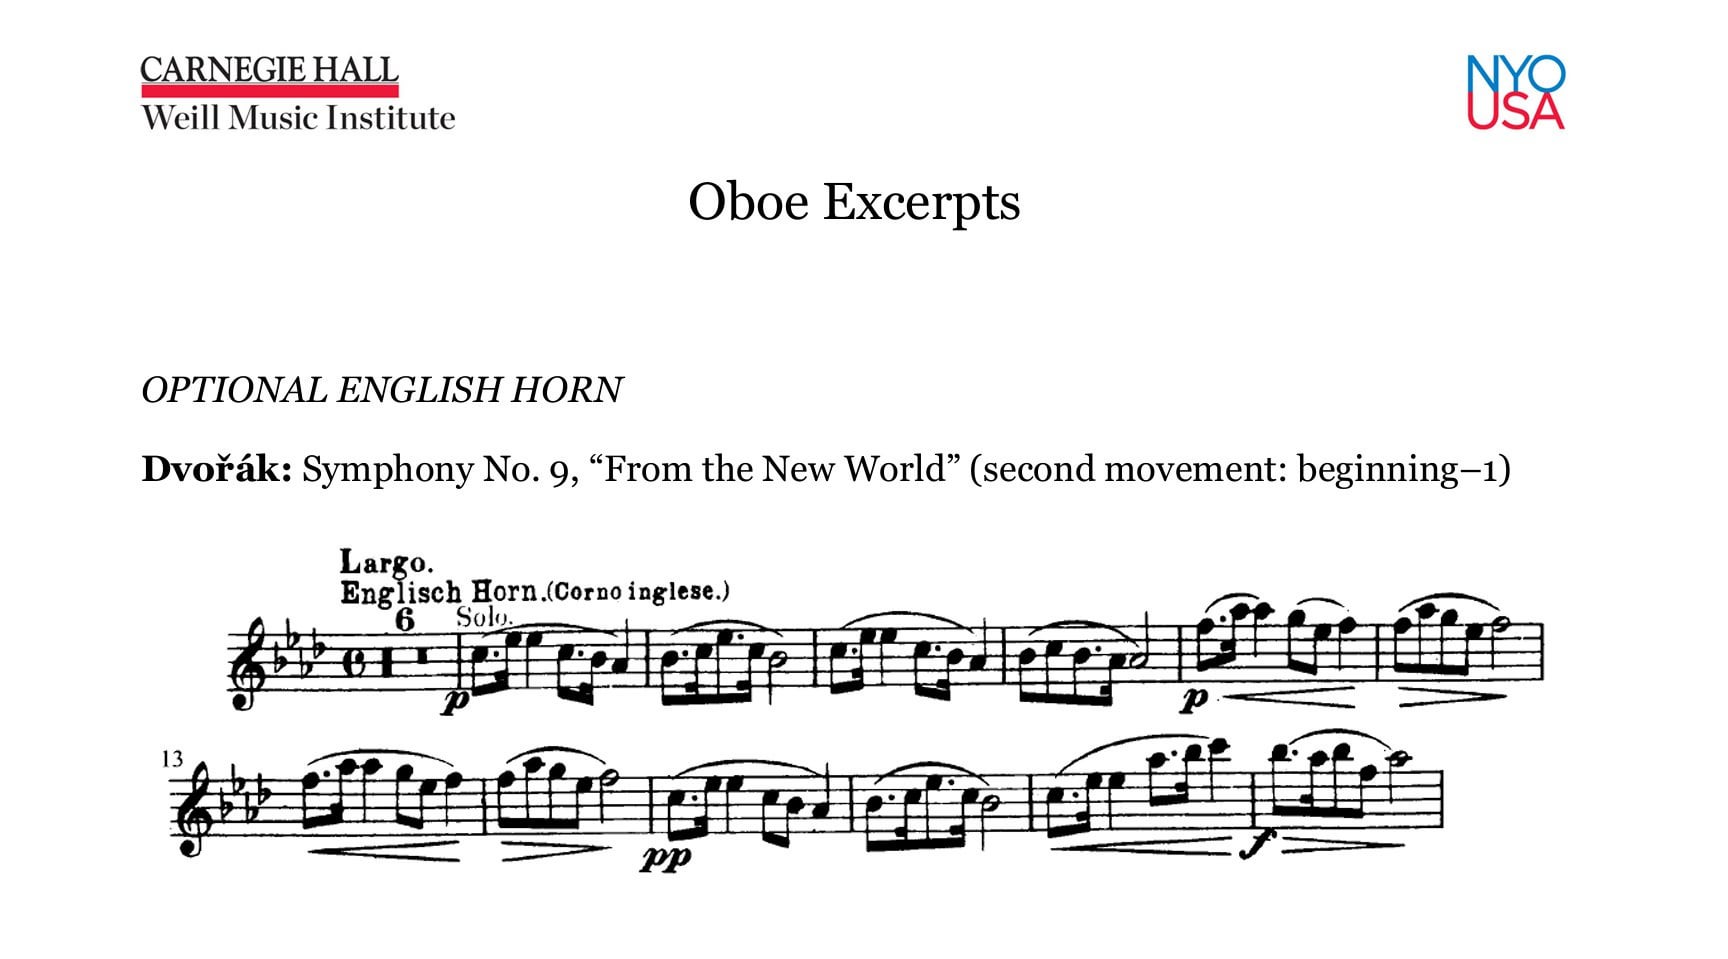 CARNEGIE HALL
Weill Music Institute
NYO
USA
Oboe Excerpts
OPTIONAL ENGLISH HORN
Dvořák: Symphony No. 9, “From the New World” (second movement: beginning–1)
Largo.
Englisch Horn.(Corno inglese.)
6 Solo.
p p
13
pp f